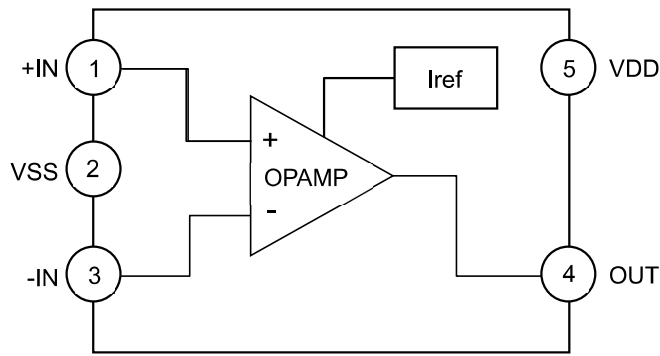 +IN 1
VSS 2
-IN 3
+
OPAMP
-
Iref
5 VDD
4 OUT